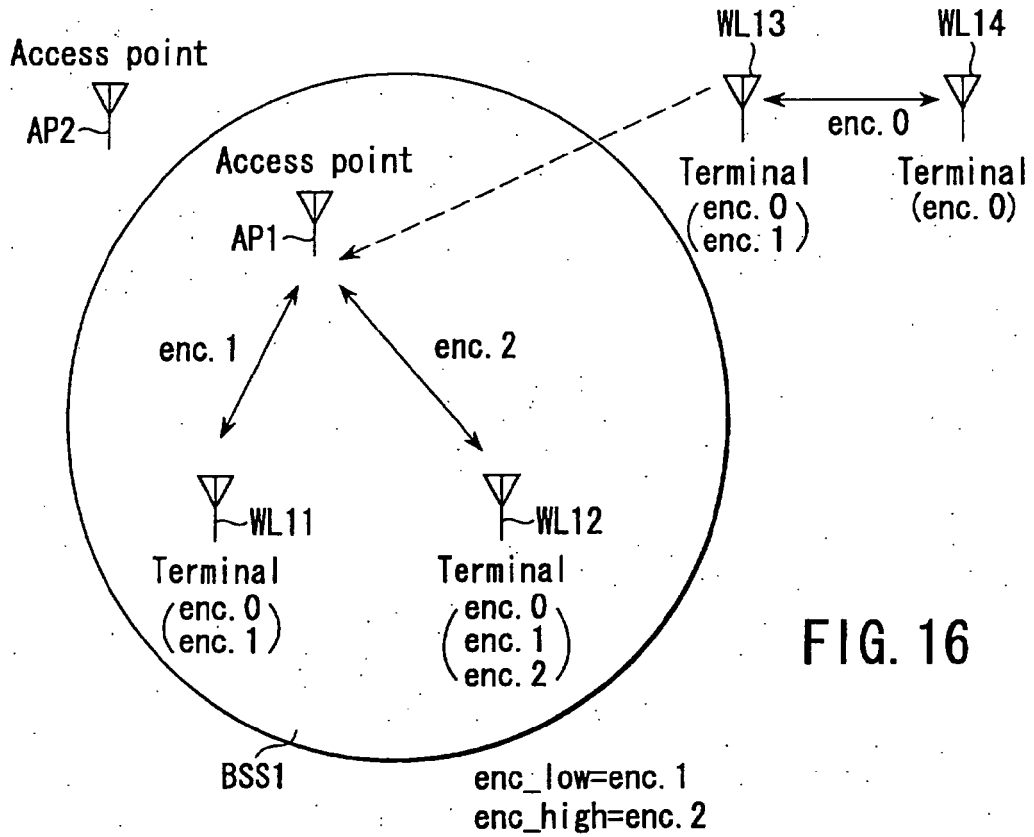 WL13
WL14
Access point
AP2
enc. 0
Access point
AP1
Terminal
(enc. 0
enc. 1)
Terminal
(enc. 0)
enc. 1
enc. 2
WL11
WL12
Terminal
(enc. 0
enc. 1)
Terminal
(enc. 0
enc. 1
enc. 2)
FIG. 16
BSS1
enc_low=enc. 1
enc_high=enc. 2